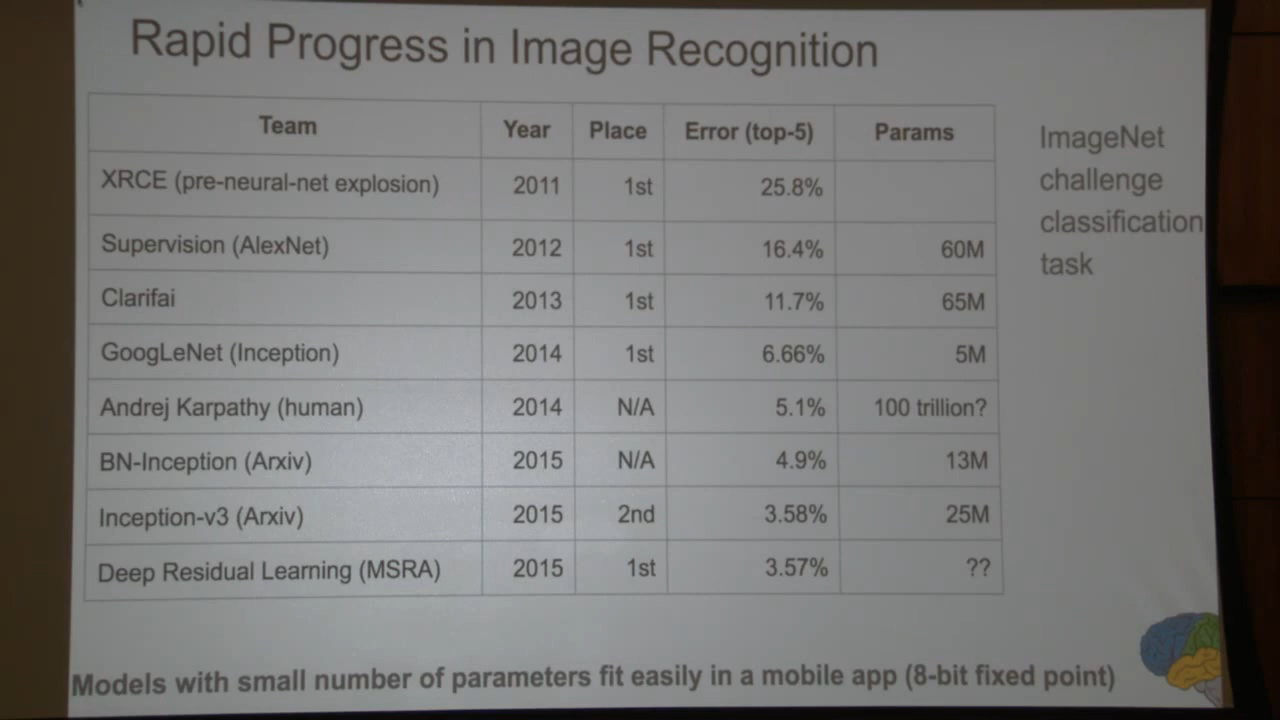 Rapid Progress in Image Recognition
Team Year Place Error (top-5) Params
XRCE (pre-neural-net explosion) 2011 1st 25.8%
Supervision (AlexNet) 2012 1st 16.4% 60M
Clarifai 2013 1st 11.7% 65M
GoogLeNet (Inception) 2014 1st 6.66% 5M
Andrej Karpathy (human) 2014 N/A 5.1% 100 trillion?
BN-Inception (Arxiv) 2015 N/A 4.9% 13M
Inception-v3 (Arxiv) 2015 2nd 3.58% 25M
Deep Residual Learning (MSRA) 2015 1st 3.57% ??
ImageNet
challenge
classification
task
Models with small number of parameters fit easily in a mobile app (8-bit fixed point)